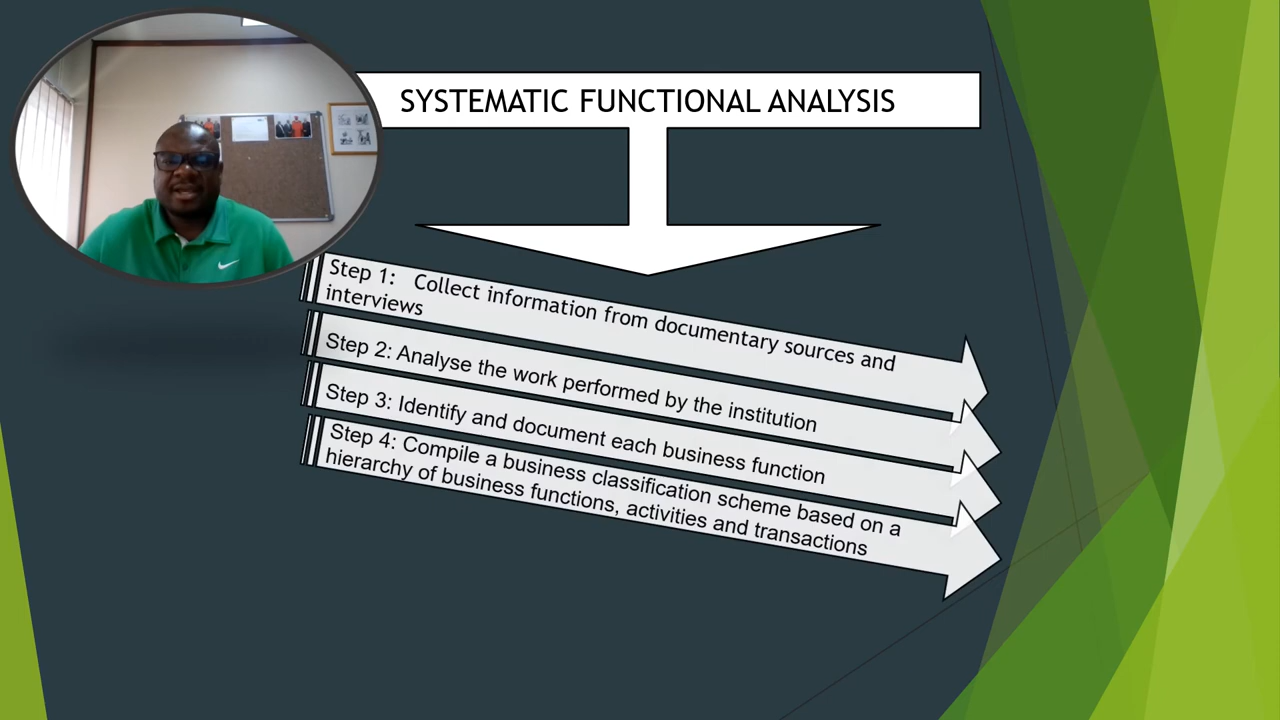 SYSTEMATIC FUNCTIONAL ANALYSIS
Step 1: Collect information from documentary sources and
interviews
Step 2: Analyse the work performed by the institution
Step 3: Identify and document each business function
Step 4: Compile a business classification scheme based on a
hierarchy of business functions, activities and transactions